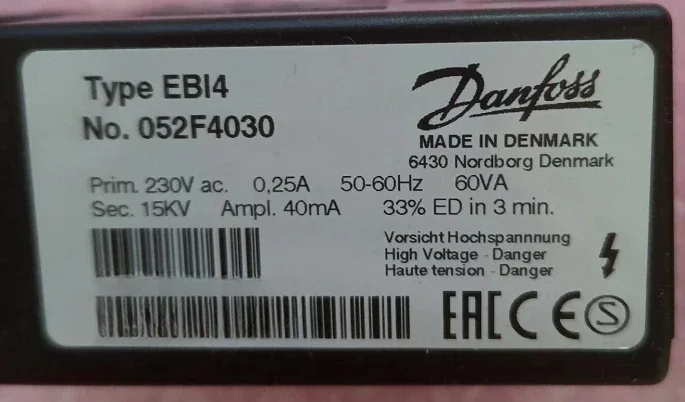 Type EBI4
No. 052F4030
Danfoss
MADE IN DENMARK
6430 Nordborg Denmark
Prim. 230V ac. 0,25A 50-60Hz 60VA
Sec. 15KV Ampl. 40mA 33% ED in 3 min.
Vorsicht Hochspannnung
High Voltage - Danger
Haute tension - Danger
EAC CE S